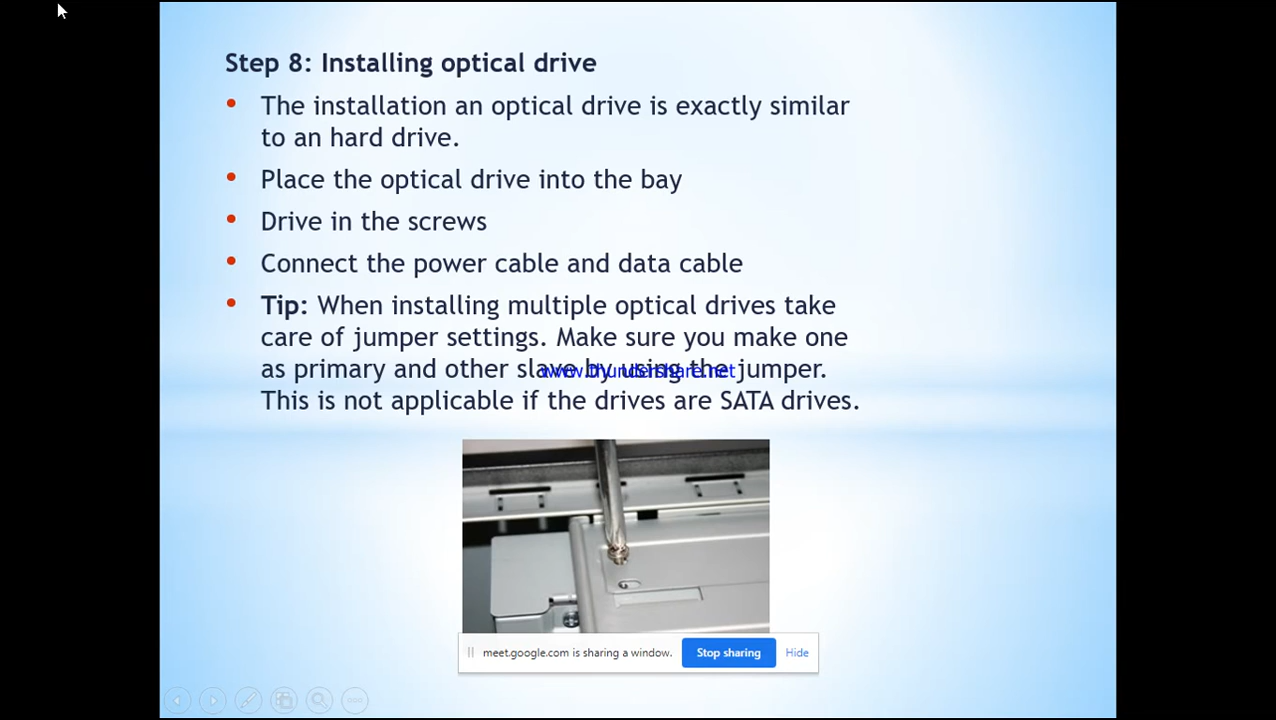 Step 8: Installing optical drive
• The installation an optical drive is exactly similar
to an hard drive.
• Place the optical drive into the bay
• Drive in the screws
• Connect the power cable and data cable
• Tip: When installing multiple optical drives take
care of jumper settings. Make sure you make one
as primary and other slave by using the jumper.
www.thundershare.net
This is not applicable if the drives are SATA drives.
meet.google.com is sharing a window. Stop sharing Hide